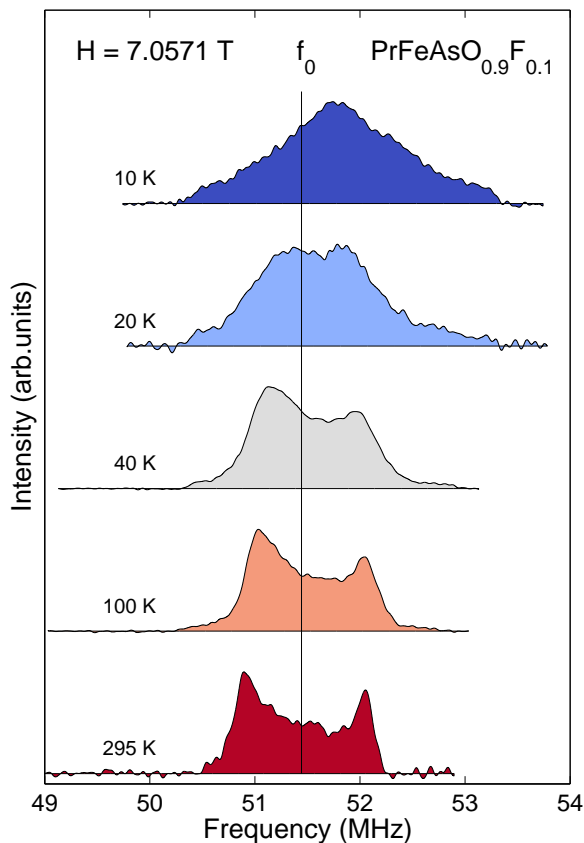 H = 7.0571 T f₀ PrFeAsO₀.₉F₀.₁
10 K
20 K
40 K
100 K
295 K
Intensity (arb.units)
49 50 51 52 53 54
Frequency (MHz)